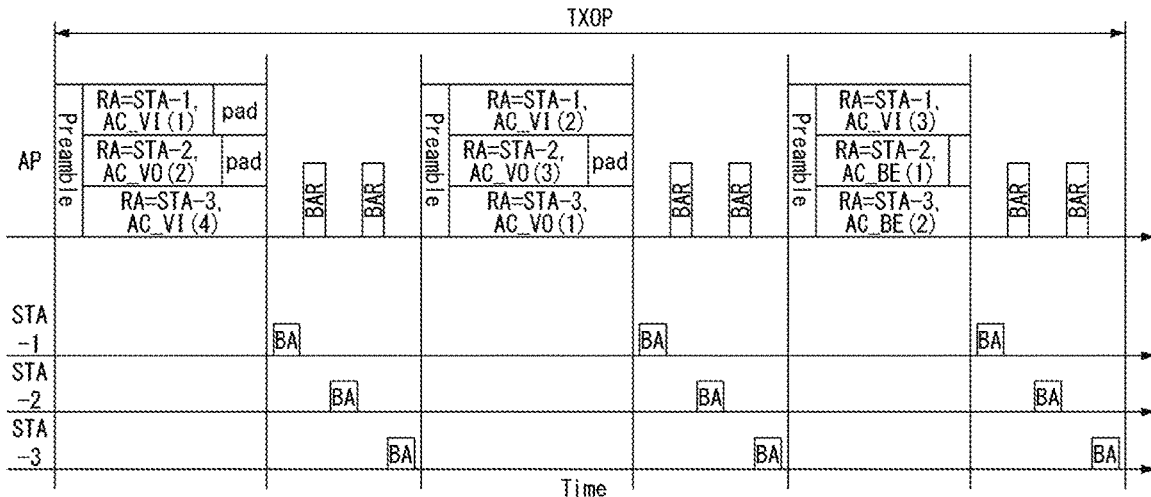 TXOP
AP
Preamble
RA=STA-1,
AC_VI(1)
pad
RA=STA-2,
AC_VO(2)
pad
RA=STA-3,
AC_VI(4)
BAR
BAR
Preamble
RA=STA-1,
AC_VI(2)
RA=STA-2,
AC_VO(3)
pad
RA=STA-3,
AC_VO(1)
BAR
BAR
Preamble
RA=STA-1,
AC_VI(3)
RA=STA-2,
AC_BE(1)
RA=STA-3,
AC_BE(2)
BAR
BAR
STA
-1
BA
BA
BA
STA
-2
BA
BA
BA
STA
-3
BA
BA
BA
Time